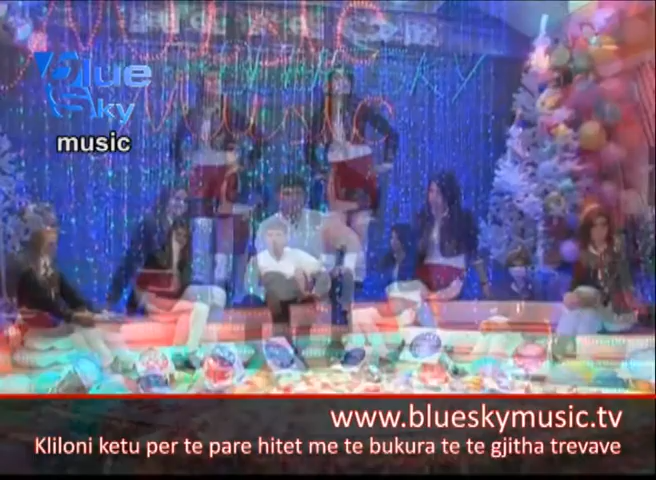 Blue
Sky
music
www.blueskymusic.tv
Kliloni ketu per te pare hitet me te bukura te te gjitha trevave